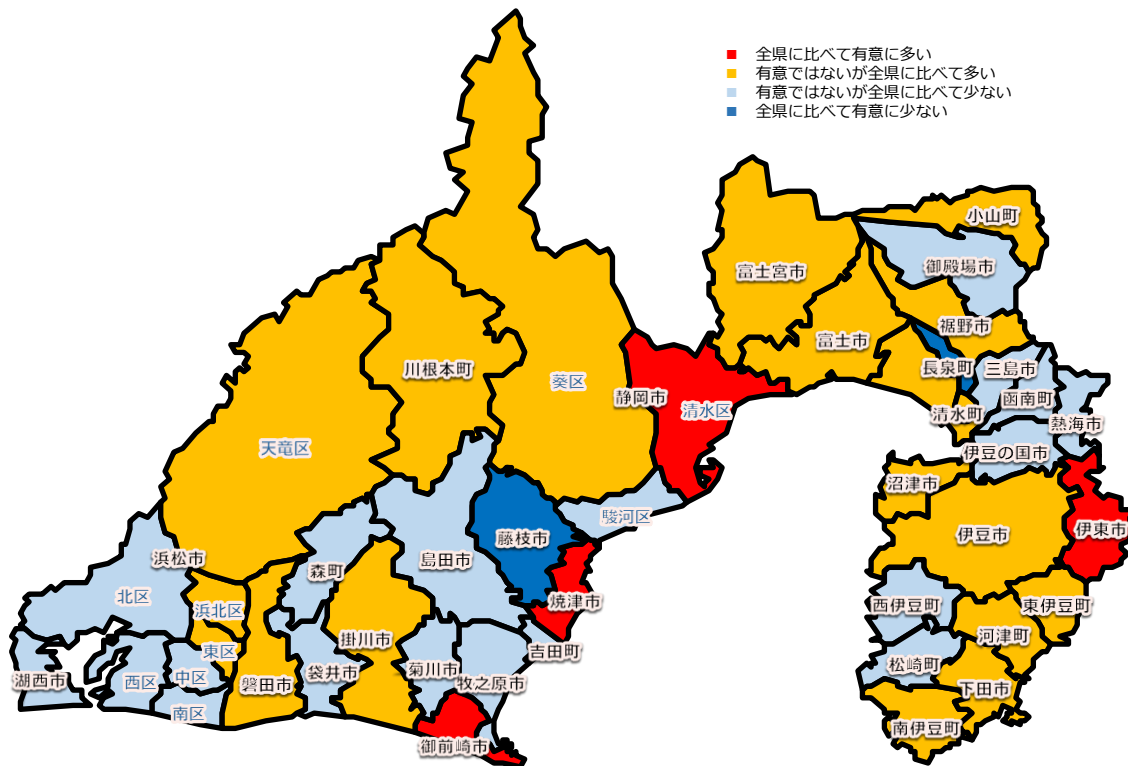 全県に比べて有意に多い
有意ではないが全県に比べて多い
有意ではないが全県に比べて少ない
全県に比べて有意に少ない
小山町
御殿場市
富士宮市
裾野市
富士市
長泉町
三島市
川根本町
葵区
静岡市
清水区
函南町
清水町
熱海市
天竜区
伊豆の国市
沼津市
駿河区
伊東市
藤枝市
伊豆市
島田市
浜松市
森町
北区
浜北区
焼津市
西伊豆町
東伊豆町
掛川市
河津町
東区
吉田町
松崎町
湖西市
西区
中区
磐田市
袋井市
菊川市
牧之原市
下田市
南区
南伊豆町
御前崎市